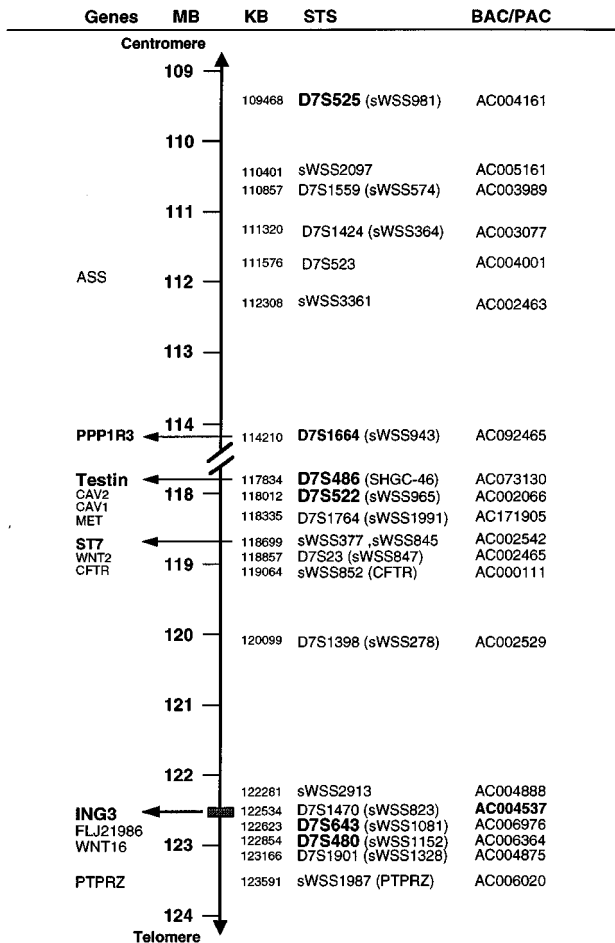 Genes MB KB STS BAC/PAC
Centromere
109
109468 D7S525 (sWSS981) AC004161
110
110401 sWSS2097 AC005161
110857 D7S1559 (sWSS574) AC003989
111
111320 D7S1424 (sWSS364) AC003077
111576 D7S523 AC004001
ASS 112
112308 sWSS3361 AC002463
113
114
PPP1R3 114210 D7S1664 (sWSS943) AC092465
Testin 117834 D7S486 (SHGC-46) AC073130
CAV2 118 118012 D7S522 (sWSS965) AC002066
CAV1
MET 118335 D7S1764 (sWSS1991) AC171905
ST7 118699 sWSS377 ,sWSS845 AC002542
WNT2 118857 D7S23 (sWSS847) AC002465
CFTR 119 119064 sWSS852 (CFTR) AC000111
120 120099 D7S1398 (sWSS278) AC002529
121
122
122281 sWSS2913 AC004888
ING3 122534 D7S1470 (sWSS823) AC004537
FLJ21986 122623 D7S643 (sWSS1081) AC006976
WNT16 123 122854 D7S480 (sWSS1152) AC006364
123166 D7S1901 (sWSS1328) AC004875
PTPRZ 123591 sWSS1987 (PTPRZ) AC006020
124
Telomere